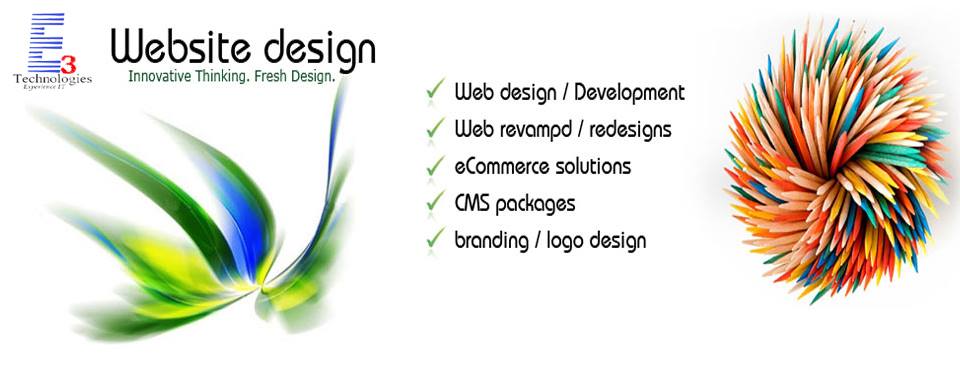 E3
Technologies
Experience IT
Website design
Innovative Thinking. Fresh Design.
Web design / Development
Web revampd / redesigns
eCommerce solutions
CMS packages
branding / logo design